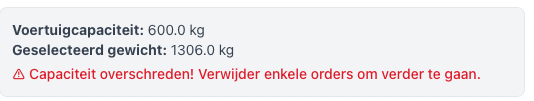 Voertuigcapaciteit: 600.0 kg
Geselecteerd gewicht: 1306.0 kg
⚠ Capaciteit overschreden! Verwijder enkele orders om verder te gaan.